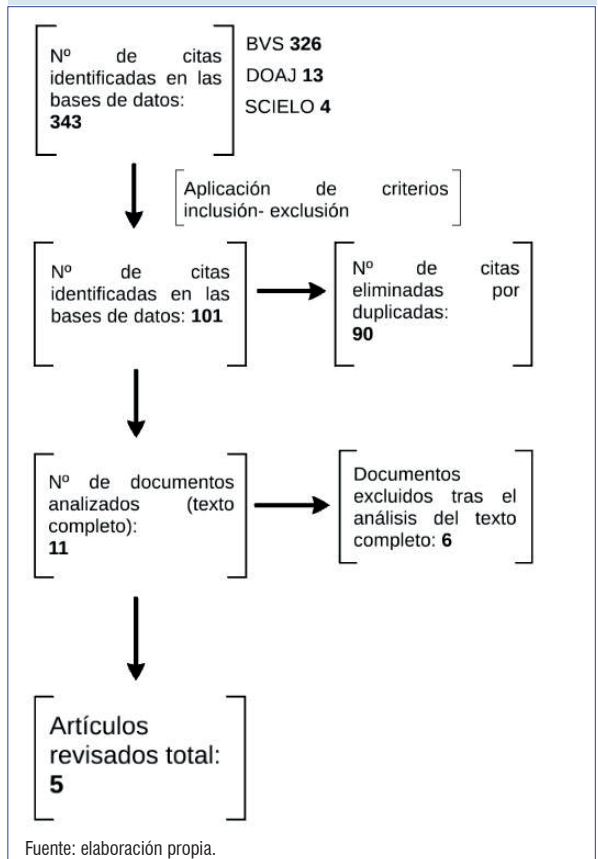 Nº de citas
identificadas en las
bases de datos:
343
BVS 326
DOAJ 13
SCIELO 4
Aplicación de criterios
inclusión- exclusión
Nº de citas
identificadas en las
bases de datos: 101
Nº de citas
eliminadas por
duplicadas:
90
Nº de documentos
analizados (texto
completo):
11
Documentos
excluidos tras el
análisis del texto
completo: 6
Artículos
revisados total:
5
Fuente: elaboración propia.